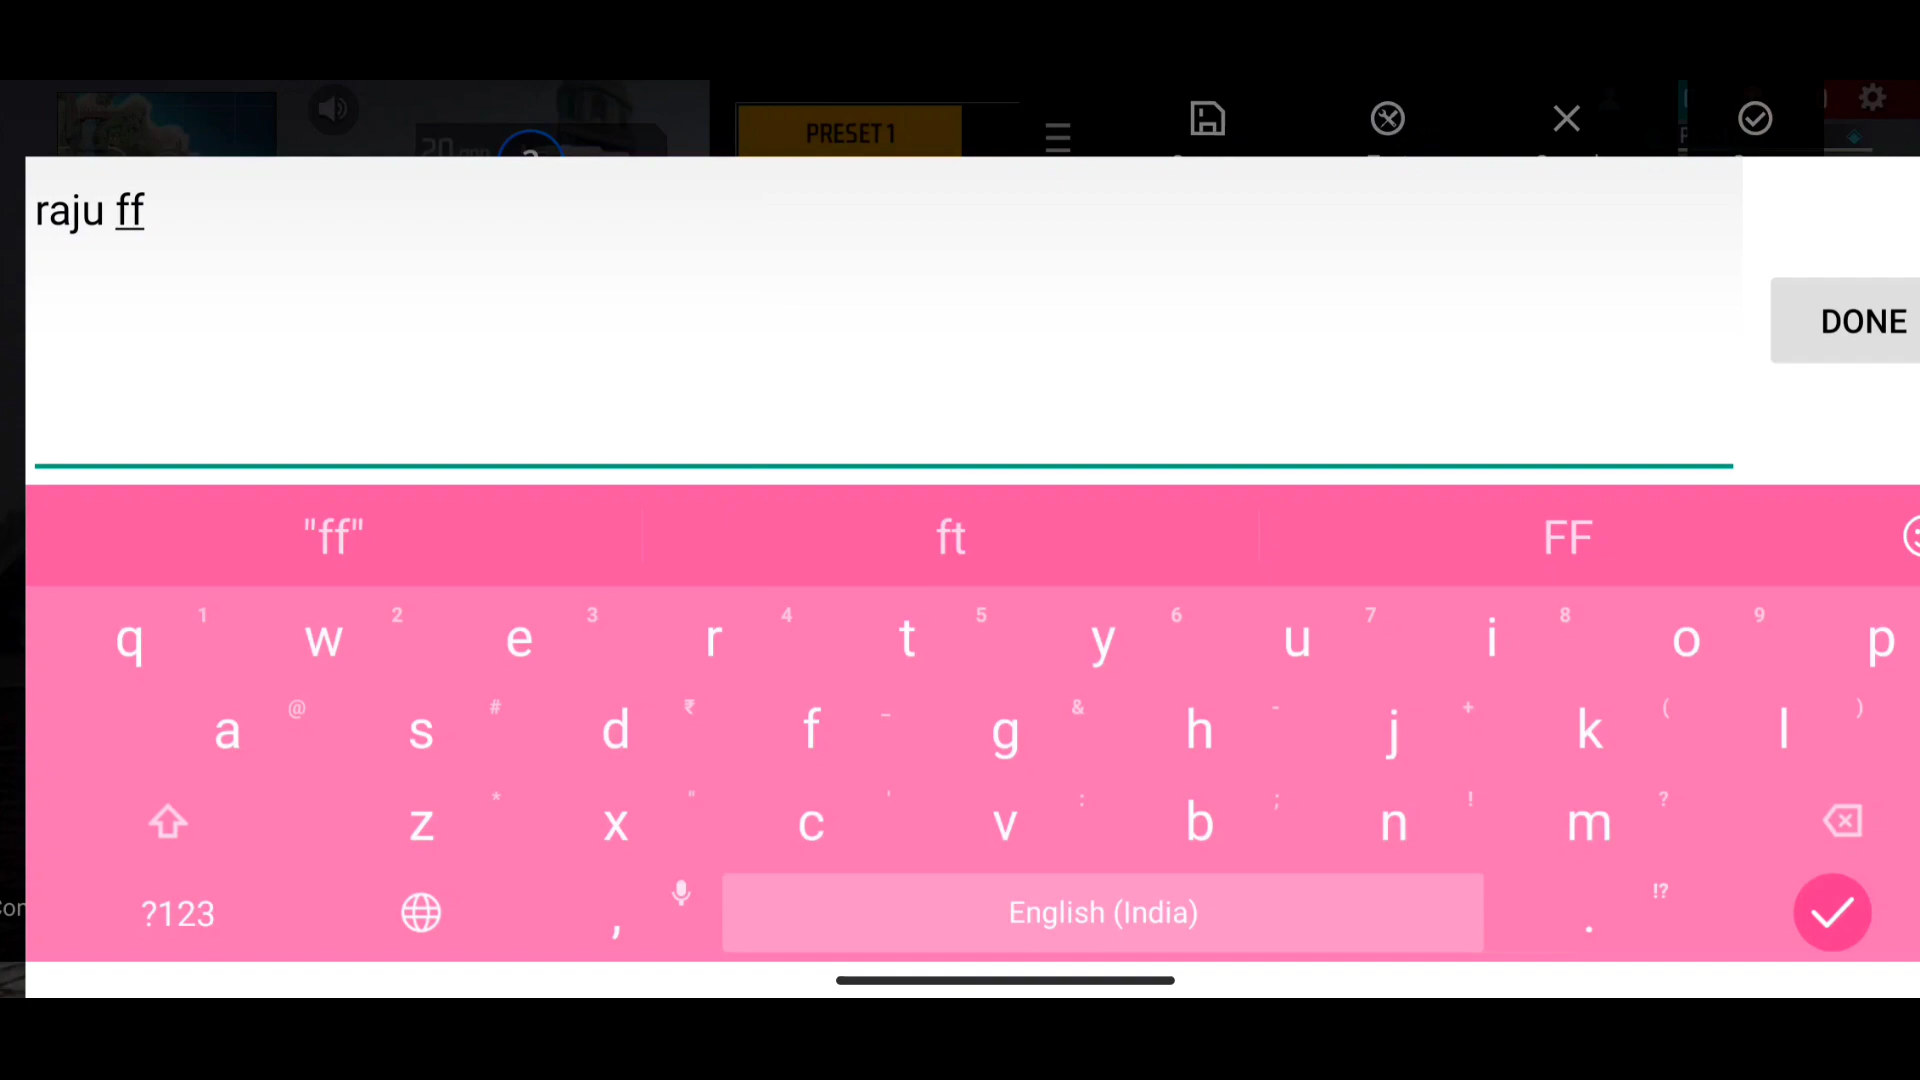 PRESET 1
raju ff
DONE
"ff" ft FF
1 2 3 4 5 6 7 8 9
q w e r t y u i o p
@ # ₹ _ & - + ( )
a s d f g h j k l
* " ' : ; ! ?
z x c v b n m
?123 , English (India) . !?